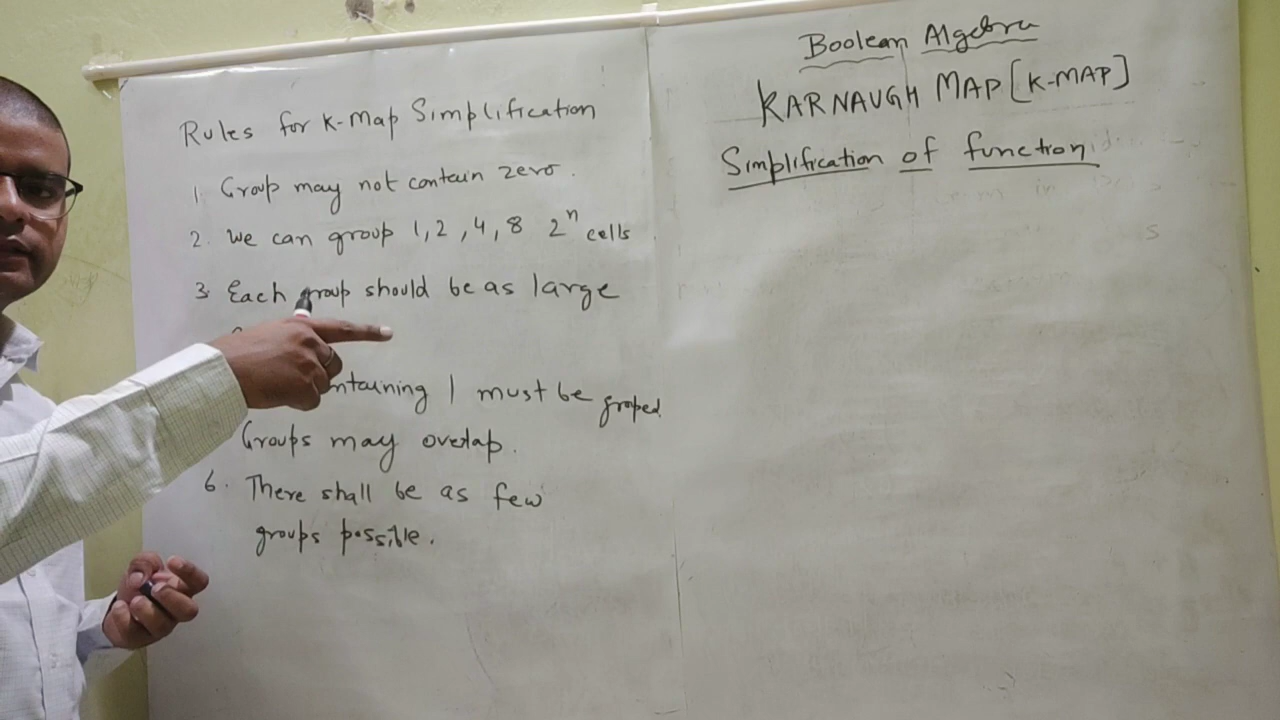 Rules for K-Map Simplification
1. Group may not contain zero.
2. We can group 1, 2, 4, 8 2ⁿ cells
3. Each group should be as large
1 must be groped.
Groups may overlap.
6. There shall be as few
groups possible.
Boolean Algebra
KARNAUGH MAP [K-MAP]
Simplification of function